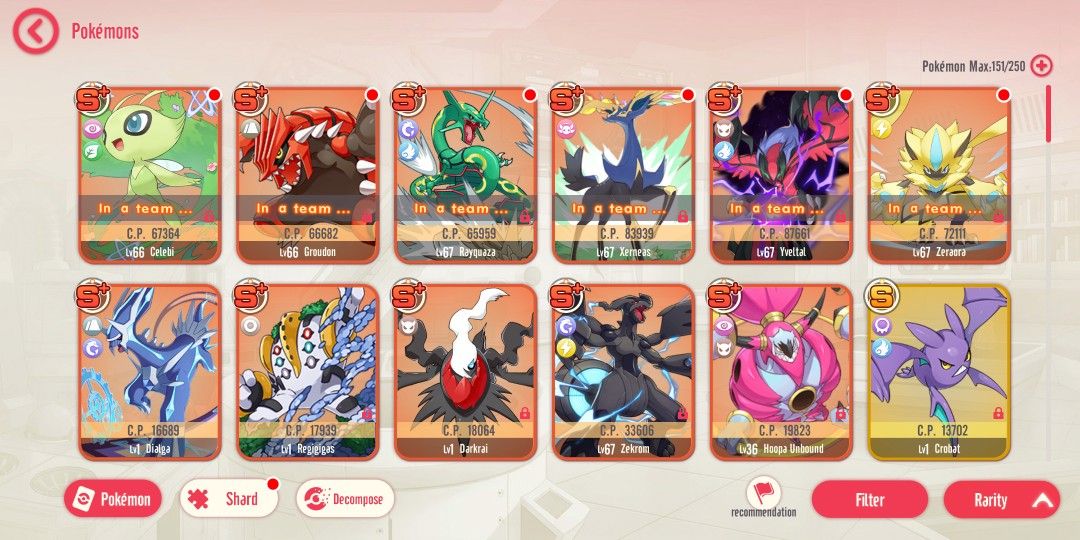 Pokémons
Pokémon Max:151/250
S+ S+ S+ S+ S+ S+
In a team ... In a team ... In a team ... In a team ... In a team ... In a team ...
C.P. 67364 C.P. 66682 C.P. 65959 C.P. 83939 C.P. 87661 C.P. 72111
Lv66 Celebi Lv66 Groudon Lv67 Rayquaza Lv67 Xerneas Lv67 Yveltal Lv67 Zeraora
S+ S+ S+ S+ S+ S
C.P. 16689 C.P. 17939 C.P. 18064 C.P. 33606 C.P. 19823 C.P. 13702
Lv1 Dialga Lv1 Regigigas Lv1 Darkrai Lv67 Zekrom Lv36 Hoopa Unbound Lv1 Crobat
Pokémon Shard Decompose recommendation Filter Rarity